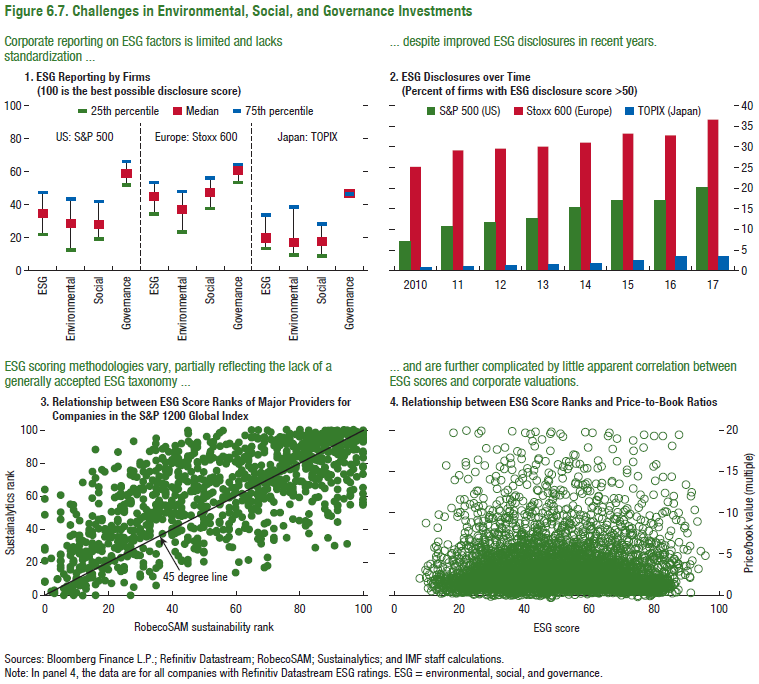 Figure 6.7. Challenges in Environmental, Social, and Governance Investments
Corporate reporting on ESG factors is limited and lacks
standardization ...
1. ESG Reporting by Firms
(100 is the best possible disclosure score)
25th percentile Median 75th percentile
US: S&P 500 Europe: Stoxx 600 Japan: TOPIX
100
80
60
40
20
0
ESG
Environmental
Social
Governance
ESG
Environmental
Social
Governance
ESG
Environmental
Social
Governance
... despite improved ESG disclosures in recent years.
2. ESG Disclosures over Time
(Percent of firms with ESG disclosure score >50)
S&P 500 (US) Stoxx 600 (Europe) TOPIX (Japan)
40
35
30
25
20
15
10
5
0
2010 11 12 13 14 15 16 17
ESG scoring methodologies vary, partially reflecting the lack of a
generally accepted ESG taxonomy ...
3. Relationship between ESG Score Ranks of Major Providers for
Companies in the S&P 1200 Global Index
Sustainalytics rank
100
80
60
40
20
0
45 degree line
0 20 40 60 80 100
RobecoSAM sustainability rank
... and are further complicated by little apparent correlation between
ESG scores and corporate valuations.
4. Relationship between ESG Score Ranks and Price-to-Book Ratios
20
15
10
5
0
Price/book value (multiple)
0 20 40 60 80 100
ESG score
Sources: Bloomberg Finance L.P.; Refinitiv Datastream; RobecoSAM; Sustainalytics; and IMF staff calculations.
Note: In panel 4, the data are for all companies with Refinitiv Datastream ESG ratings. ESG = environmental, social, and governance.